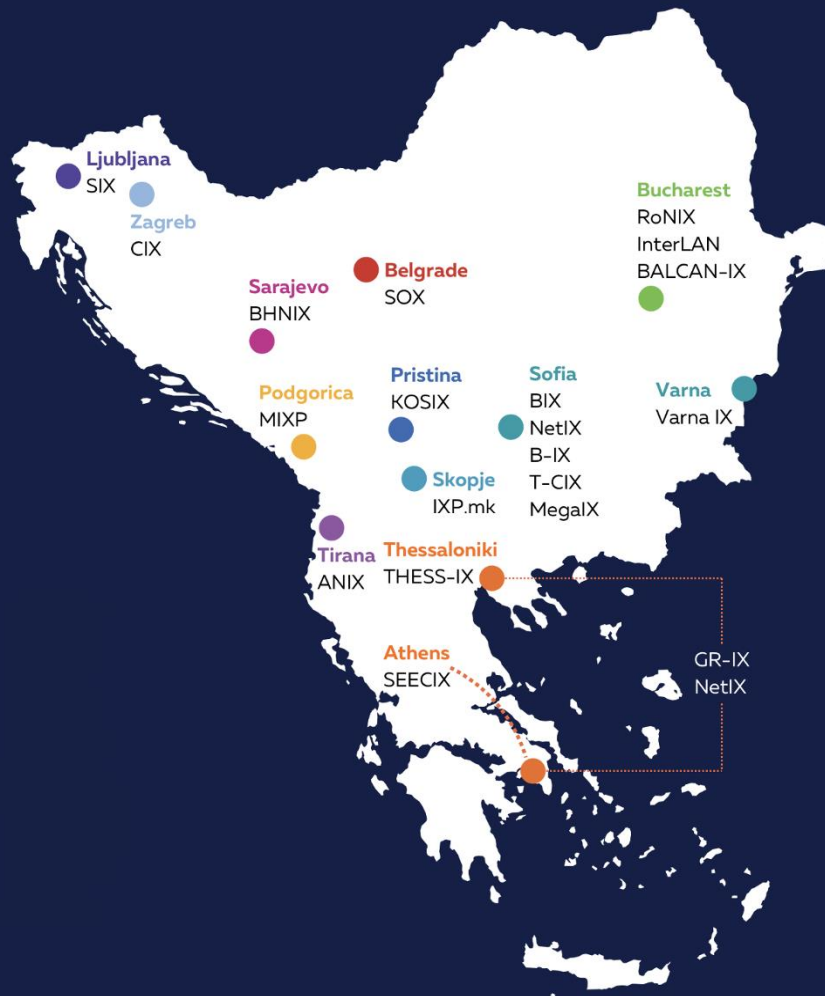 Ljubljana
SIX
Zagreb
CIX
Bucharest
RoNIX
InterLAN
BALCAN-IX
Belgrade
SOX
Sarajevo
BHNIX
Pristina
KOSIX
Sofia
BIX
NetIX
B-IX
T-CIX
MegaIX
Varna
Varna IX
Podgorica
MIXP
Skopje
IXP.mk
Tirana
ANIX
Thessaloniki
THESS-IX
Athens
SEECIX
GR-IX
NetIX